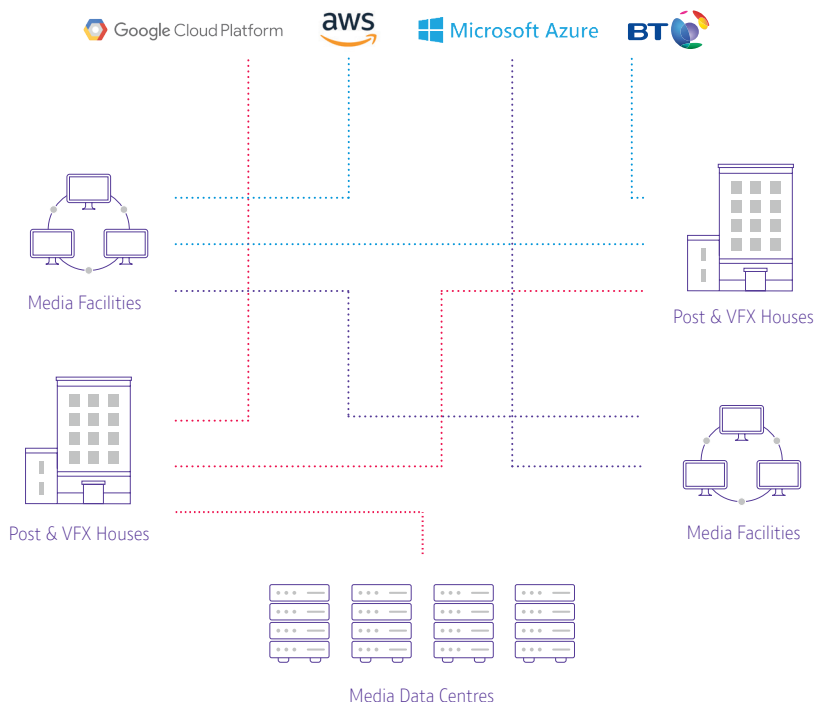 Google Cloud Platform
aws
Microsoft Azure
BT
Media Facilities
Post & VFX Houses
Post & VFX Houses
Media Facilities
Media Data Centres